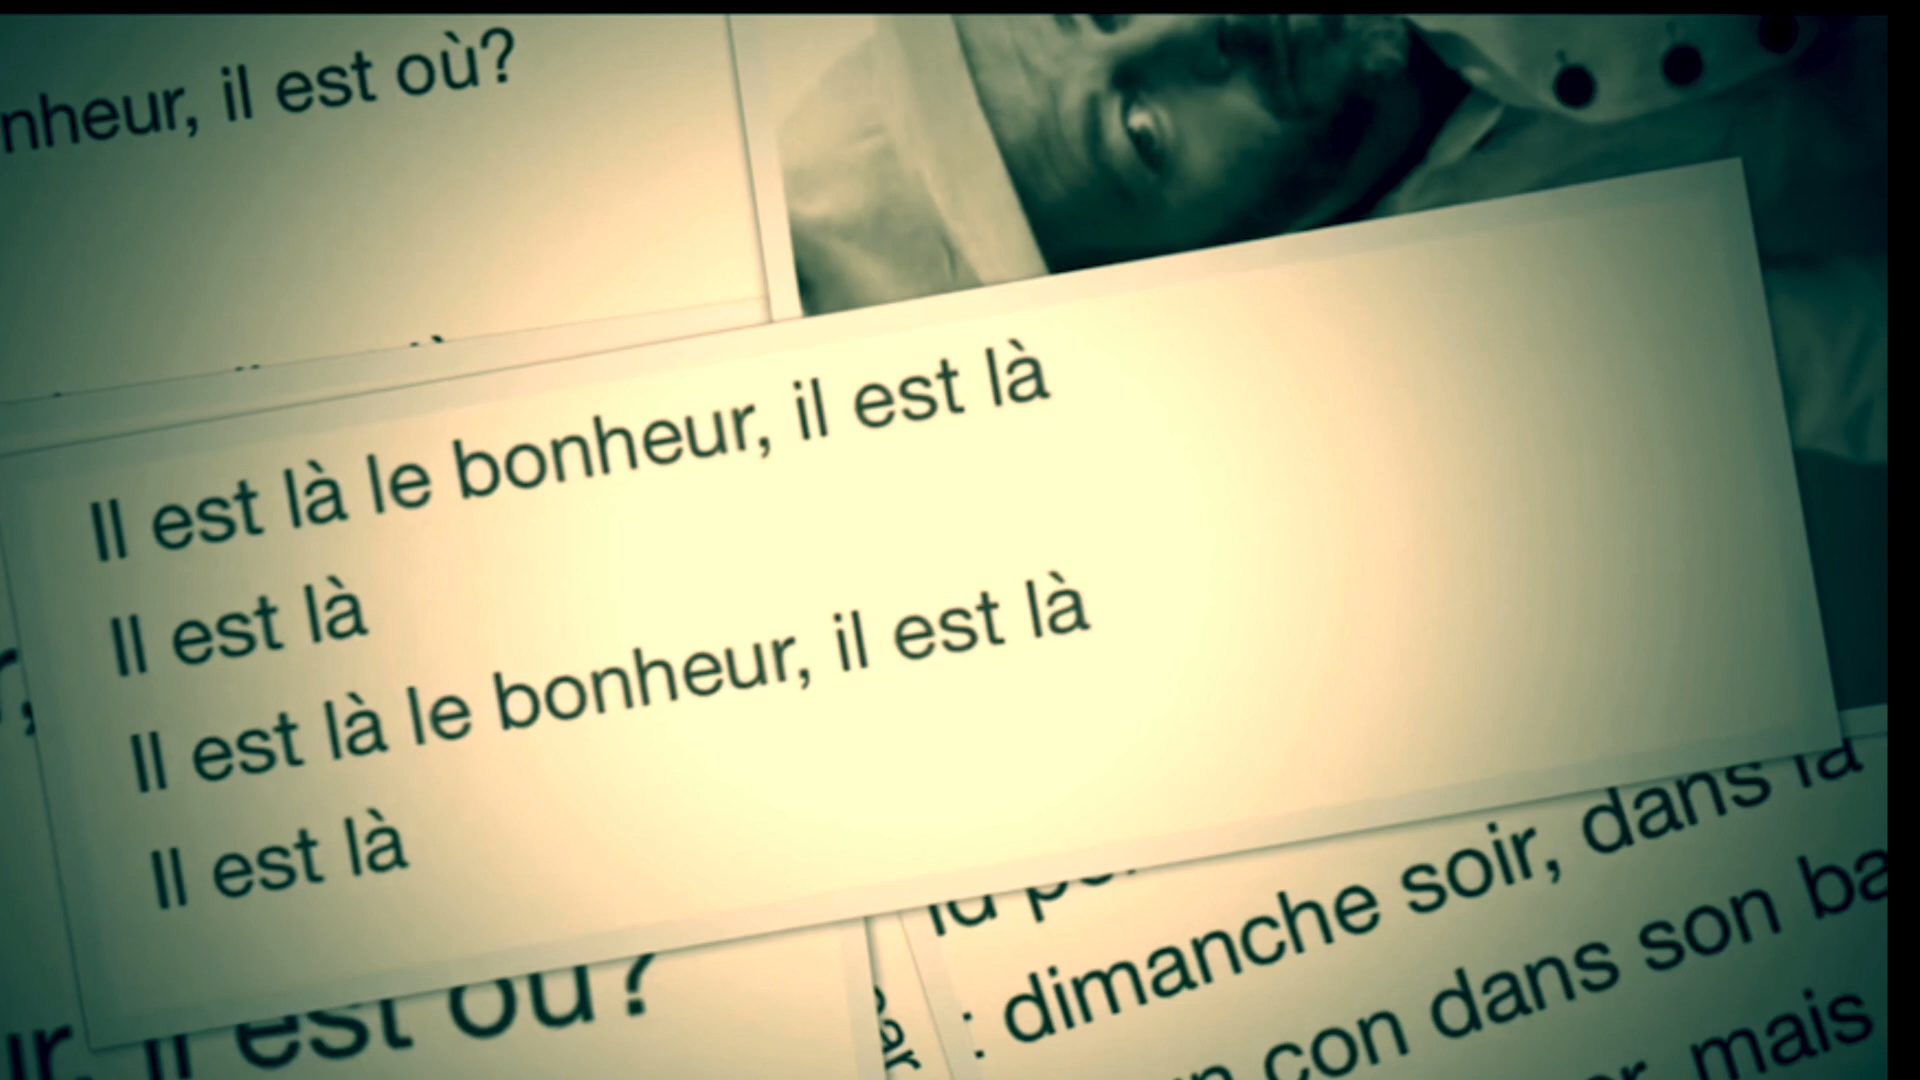 nheur, il est où?
Il est là le bonheur, il est là
Il est là
Il est là le bonheur, il est là
Il est là
il est où?
: dimanche soir, dans la
con dans son ba
mais